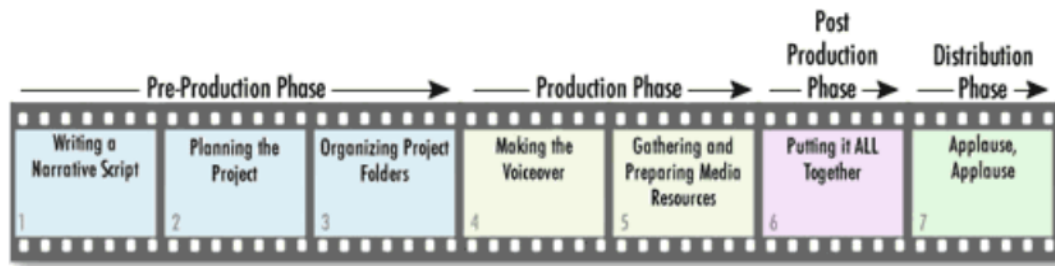 Pre-Production Phase
Production Phase
Post
Production
Phase
Distribution
Phase
Writing a
Narrative Script
1
Planning the
Project
2
Organizing Project
Folders
3
Making the
Voiceover
4
Gathering and
Preparing Media
Resources
5
Putting it ALL
Together
6
Applause,
Applause
7